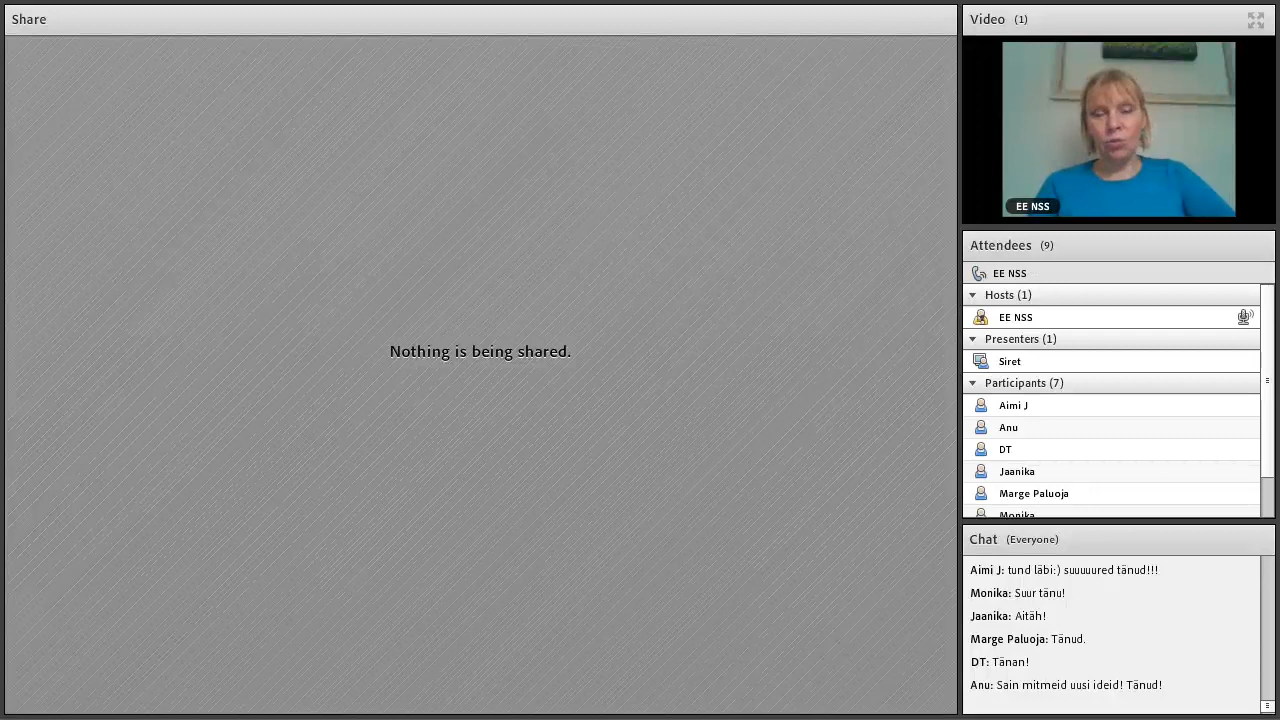 Share
Nothing is being shared.
Video (1)
EE NSS
Attendees (9)
EE NSS
Hosts (1)
EE NSS
Presenters (1)
Siret
Participants (7)
Aimi J
Anu
DT
Jaanika
Marge Paluoja
Monika
Chat (Everyone)
Aimi J: tund läbi:) suuuuured tänud!!!
Monika: Suur tänu!
Jaanika: Aitäh!
Marge Paluoja: Tänud.
DT: Tänan!
Anu: Sain mitmeid uusi ideid! Tänud!